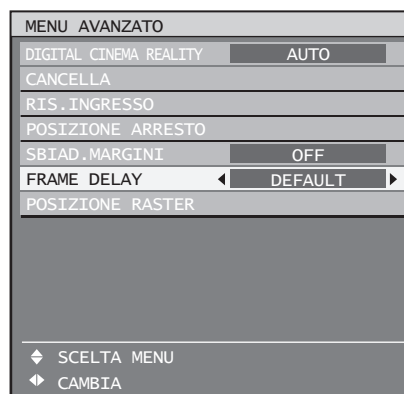 MENU AVANZATO
DIGITAL CINEMA REALITY AUTO
CANCELLA
RIS.INGRESSO
POSIZIONE ARRESTO
SBIAD.MARGINI OFF
FRAME DELAY DEFAULT
POSIZIONE RASTER
SCELTA MENU
CAMBIA